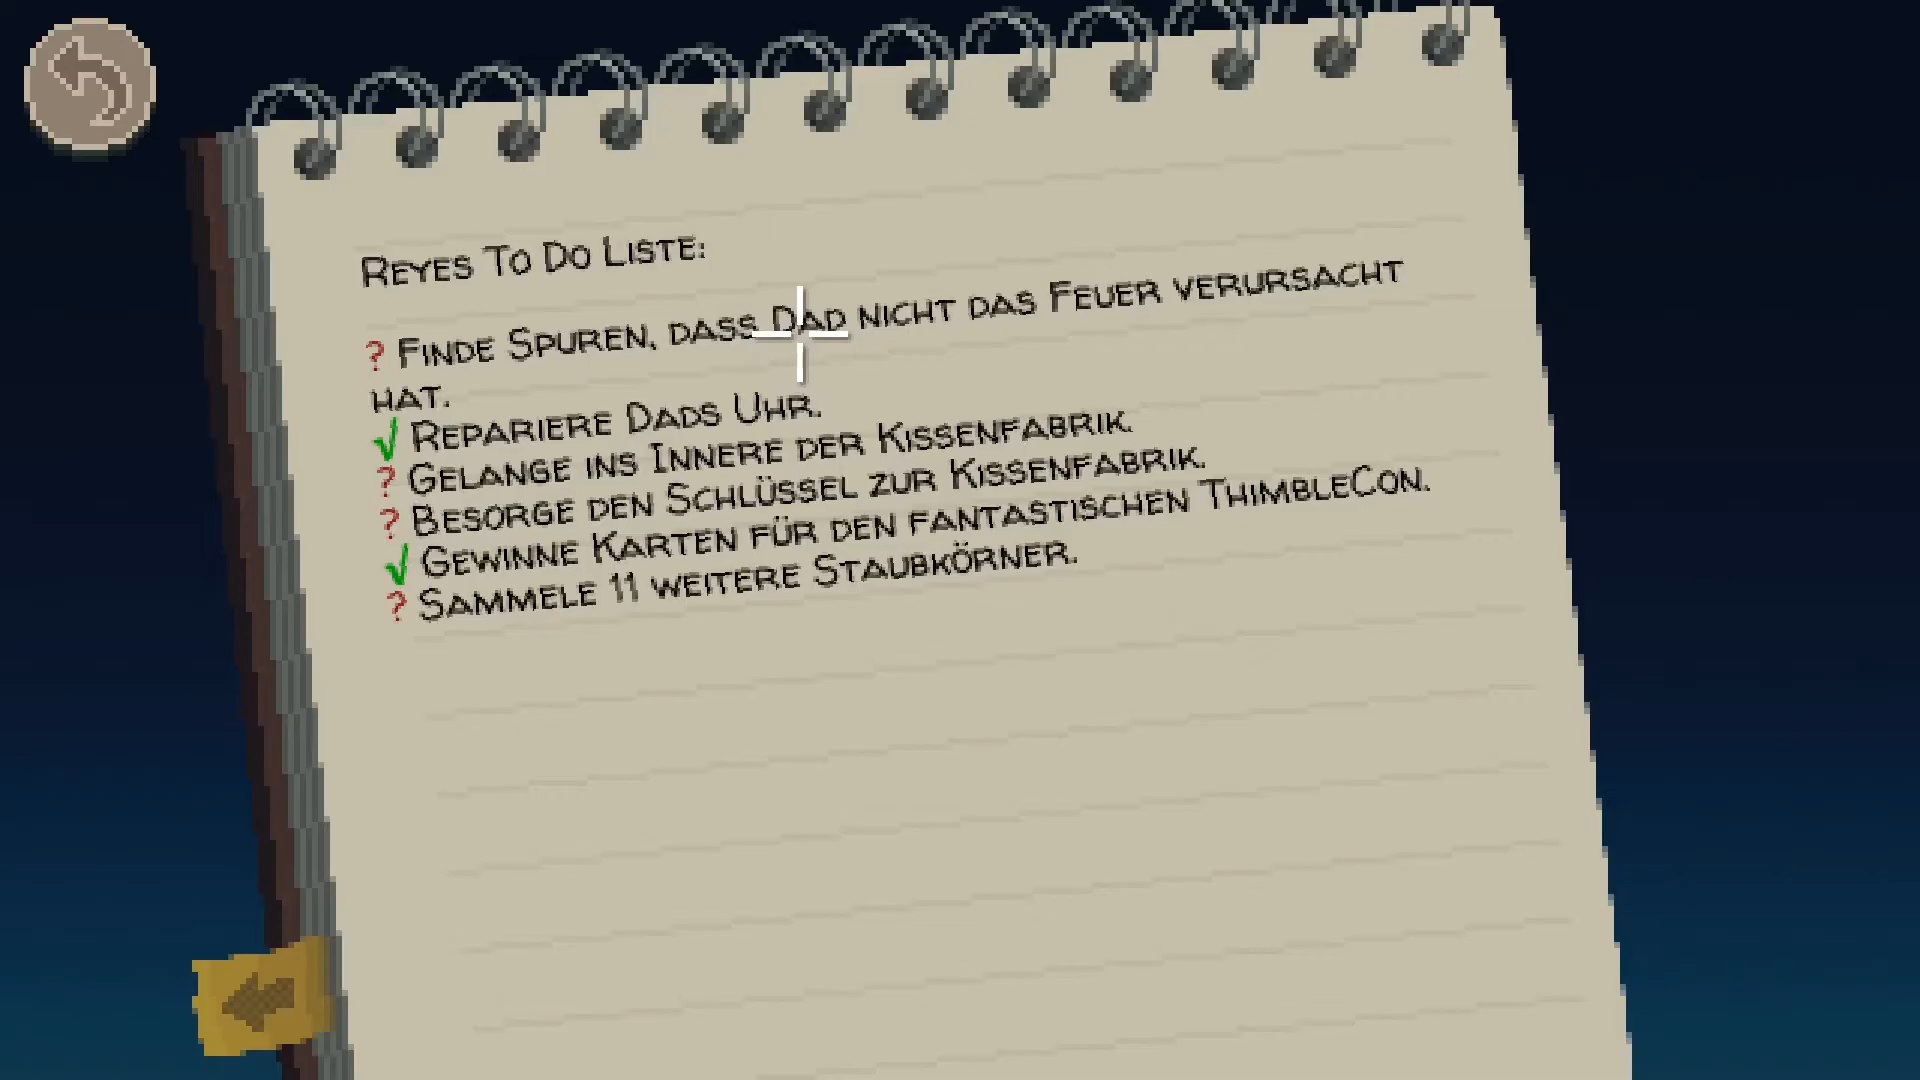 Reyes To Do Liste:
? Finde Spuren, dass Dad nicht das Feuer verursacht
hat.
√ Repariere Dads Uhr.
? Gelange ins Innere der Kissenfabrik.
? Besorge den Schlüssel zur Kissenfabrik.
√ Gewinne Karten für den fantastischen ThimbleCon.
? Sammele 11 weitere Staubkörner.